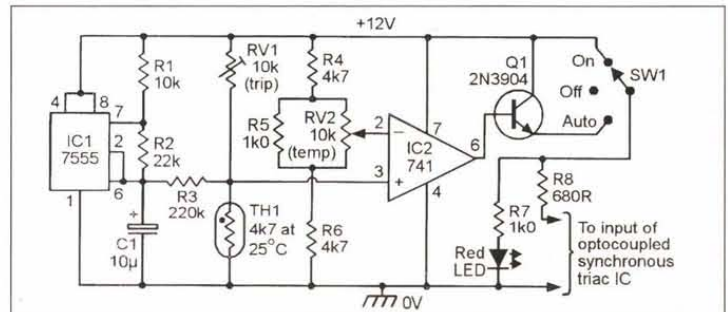 +12V
R1
10k
RV1
10k
(trip)
R4
4k7
Q1
2N3904
On
SW1
Off
Auto
4
8
7
IC1
7555
2
6
1
R2
22k
R5
1k0
RV2
10k
(temp)
2
−
7
IC2
741
6
3
+
4
R3
220k
+
C1
10µ
TH1
4k7 at
25°C
R6
4k7
R7
1k0
R8
680R
Red
LED
To input of
optocoupled
synchronous
triac IC
0V